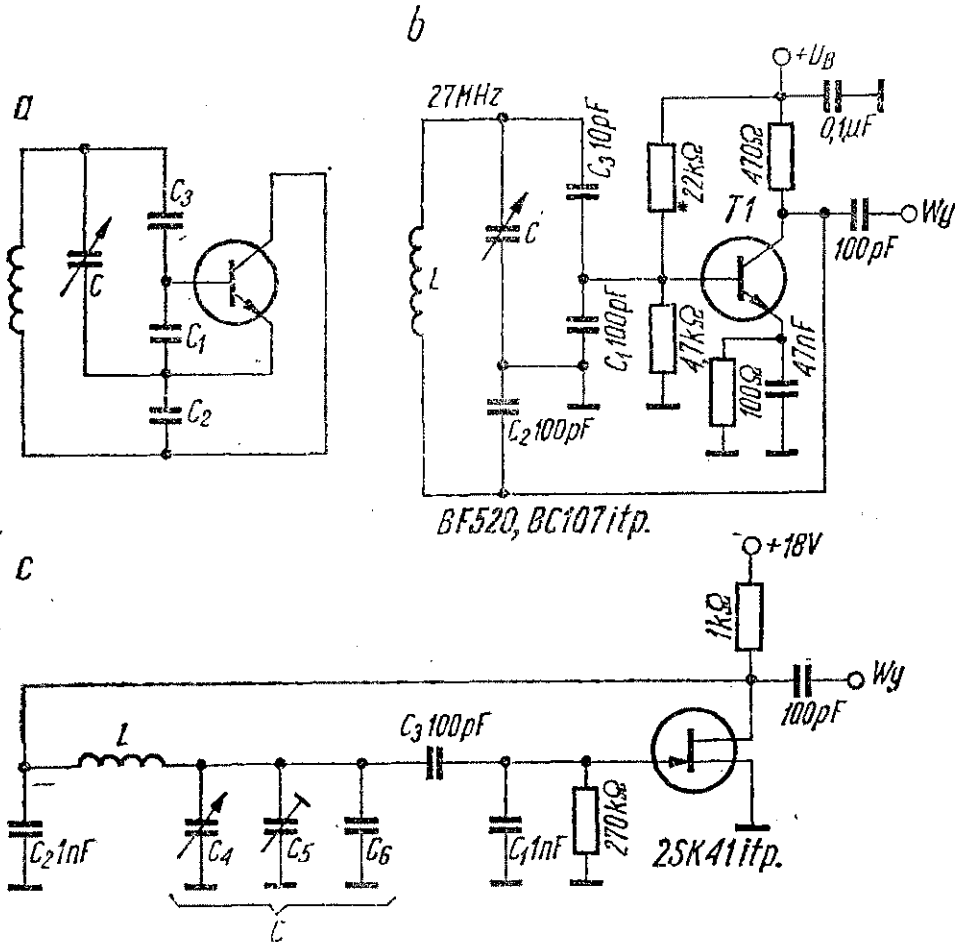 a
C3
C
C1
C2
b
27MHz
+UB
0,1µF
C3 10pF
*22kΩ
470Ω
T1
Wy
100pF
L
C
C1 100pF
4,7kΩ
100Ω
47nF
C2 100pF
BF520, BC107 itp.
c
+18V
1kΩ
Wy
100pF
L
C3 100pF
C2 1nF
C4
C5
C6
C1 1nF
270kΩ
2SK41 itp.
C